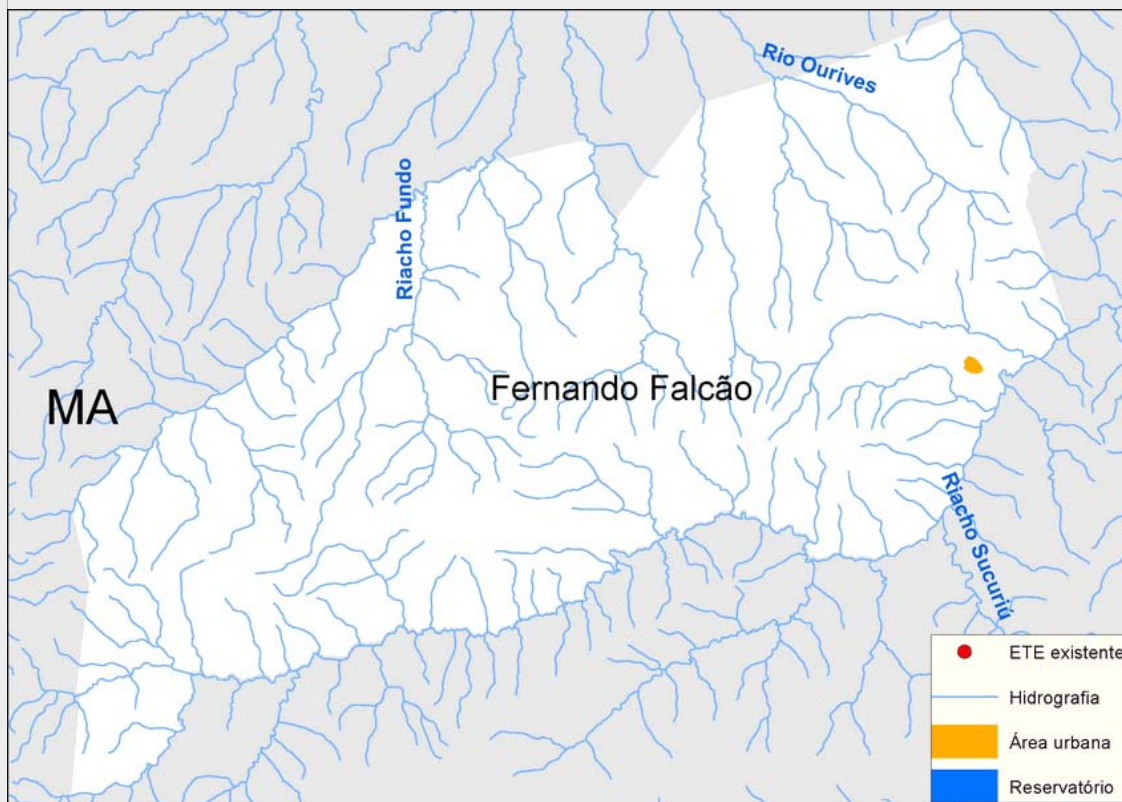 Rio Ourives
Riacho Fundo
MA
Fernando Falcão
Riacho Sucuriú
ETE existente
Hidrografia
Área urbana
Reservatório